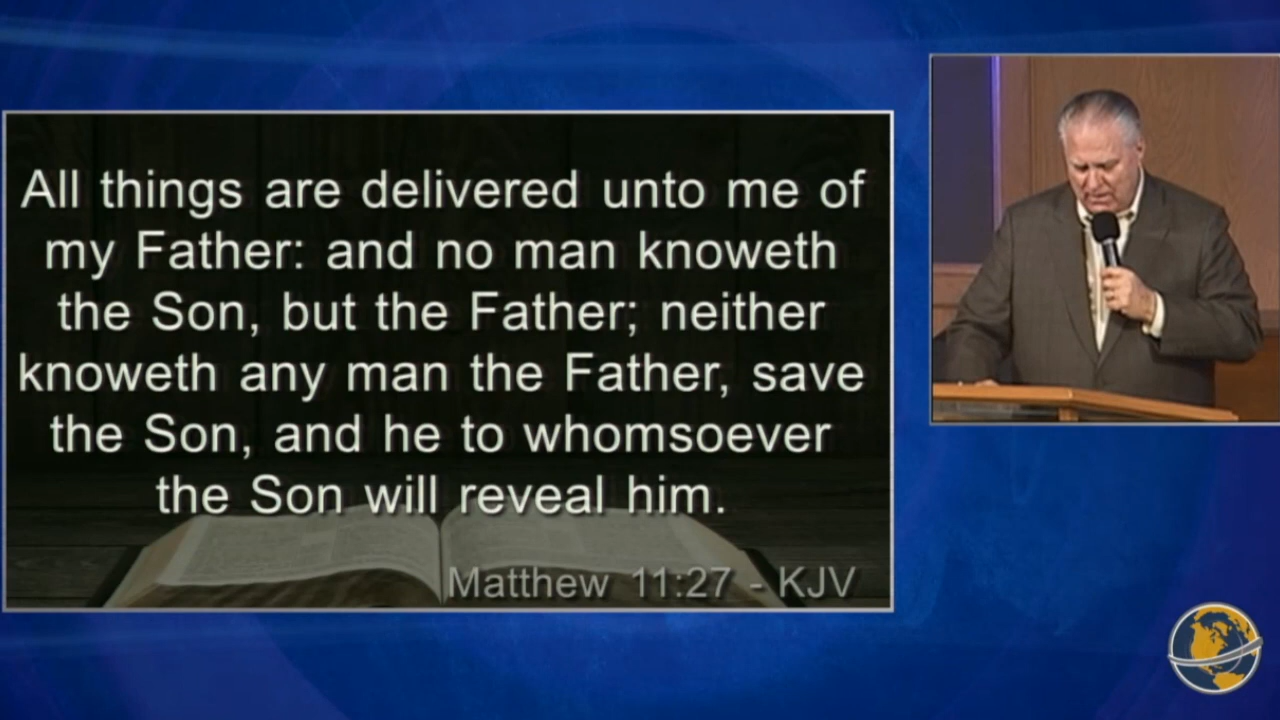 All things are delivered unto me of
my Father: and no man knoweth
the Son, but the Father; neither
knoweth any man the Father, save
the Son, and he to whomsoever
the Son will reveal him.
Matthew 11:27 - KJV